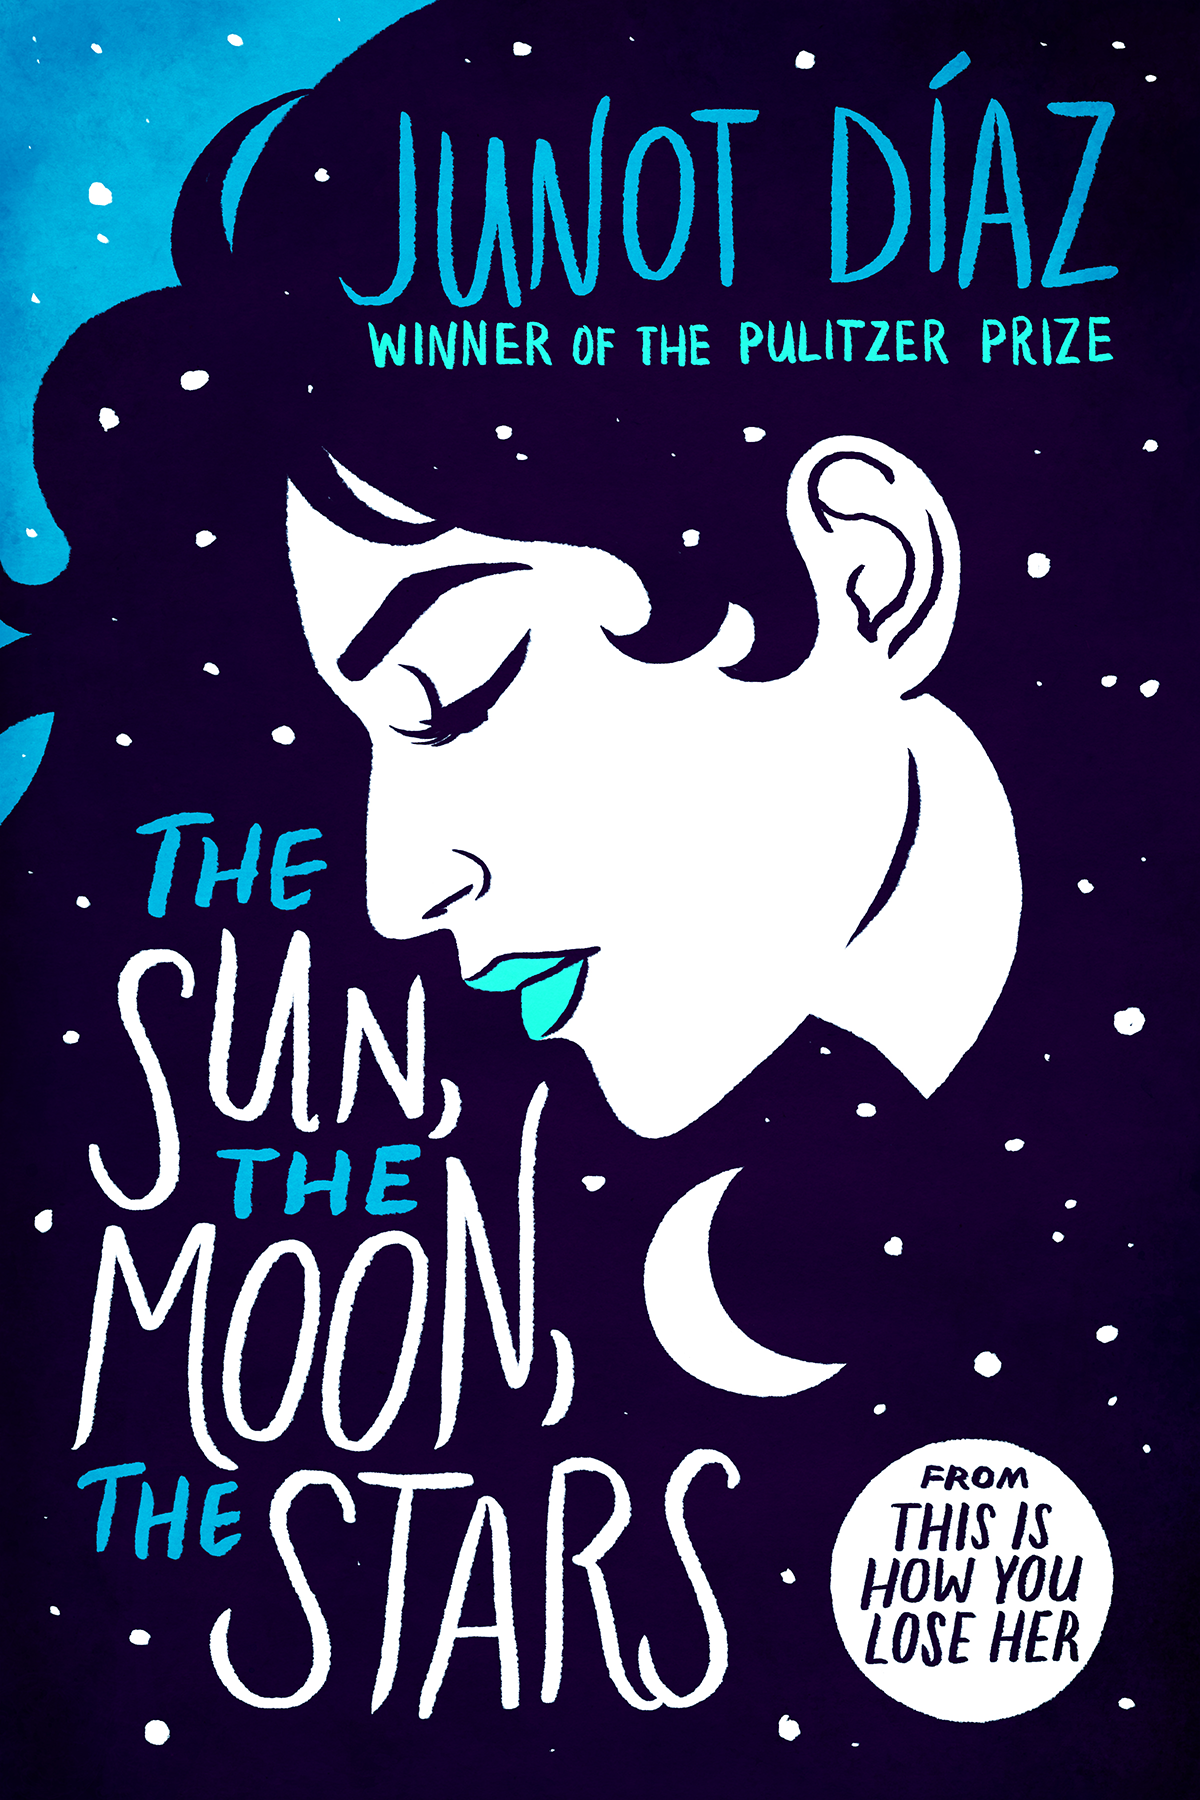 JUNOT DÍAZ
WINNER OF THE PULITZER PRIZE
THE
SUN,
THE
MOON,
THE STARS
FROM
THIS IS
HOW YOU
LOSE HER